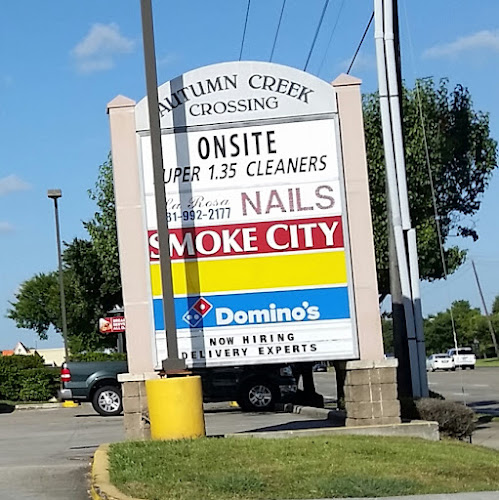 AUTUMN CREEK
CROSSING
ONSITE
UPER 1.35 CLEANERS
La Rosa NAILS
81-992-2177
SMOKE CITY
Domino's
NOW HIRING
DELIVERY EXPERTS